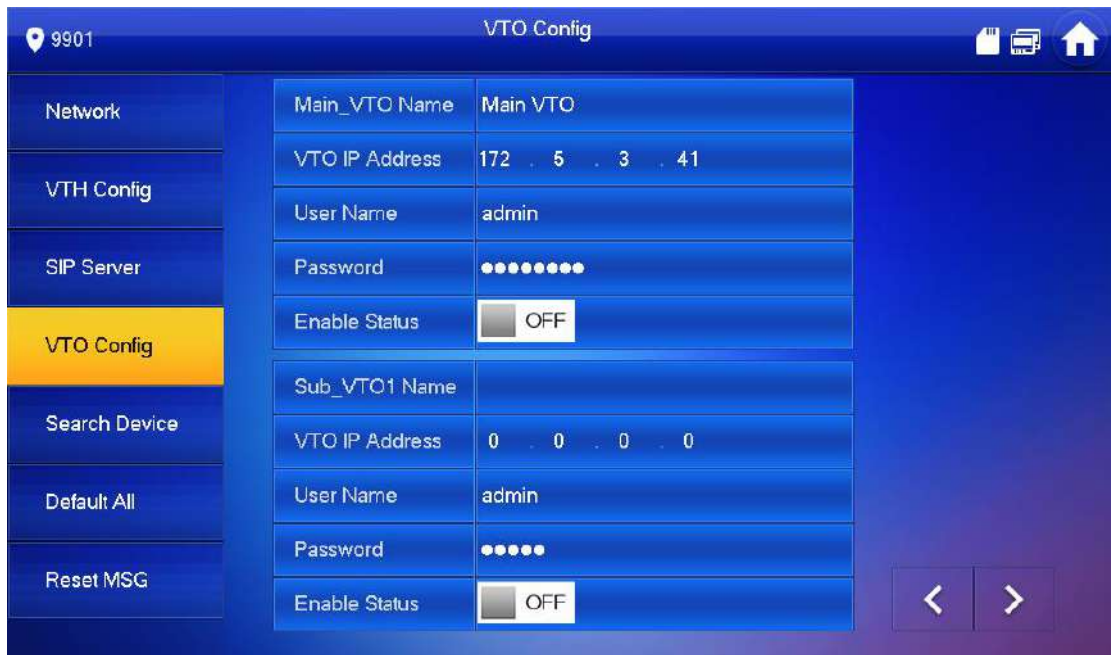 9901
VTO Config
Network
VTH Config
SIP Server
VTO Config
Search Device
Default All
Reset MSG
Main_VTO Name Main VTO
VTO IP Address 172 . 5 . 3 . 41
User Name admin
Password ●●●●●●●●
Enable Status OFF
Sub_VTO1 Name
VTO IP Address 0 . 0 . 0 . 0
User Name admin
Password ●●●●●
Enable Status OFF